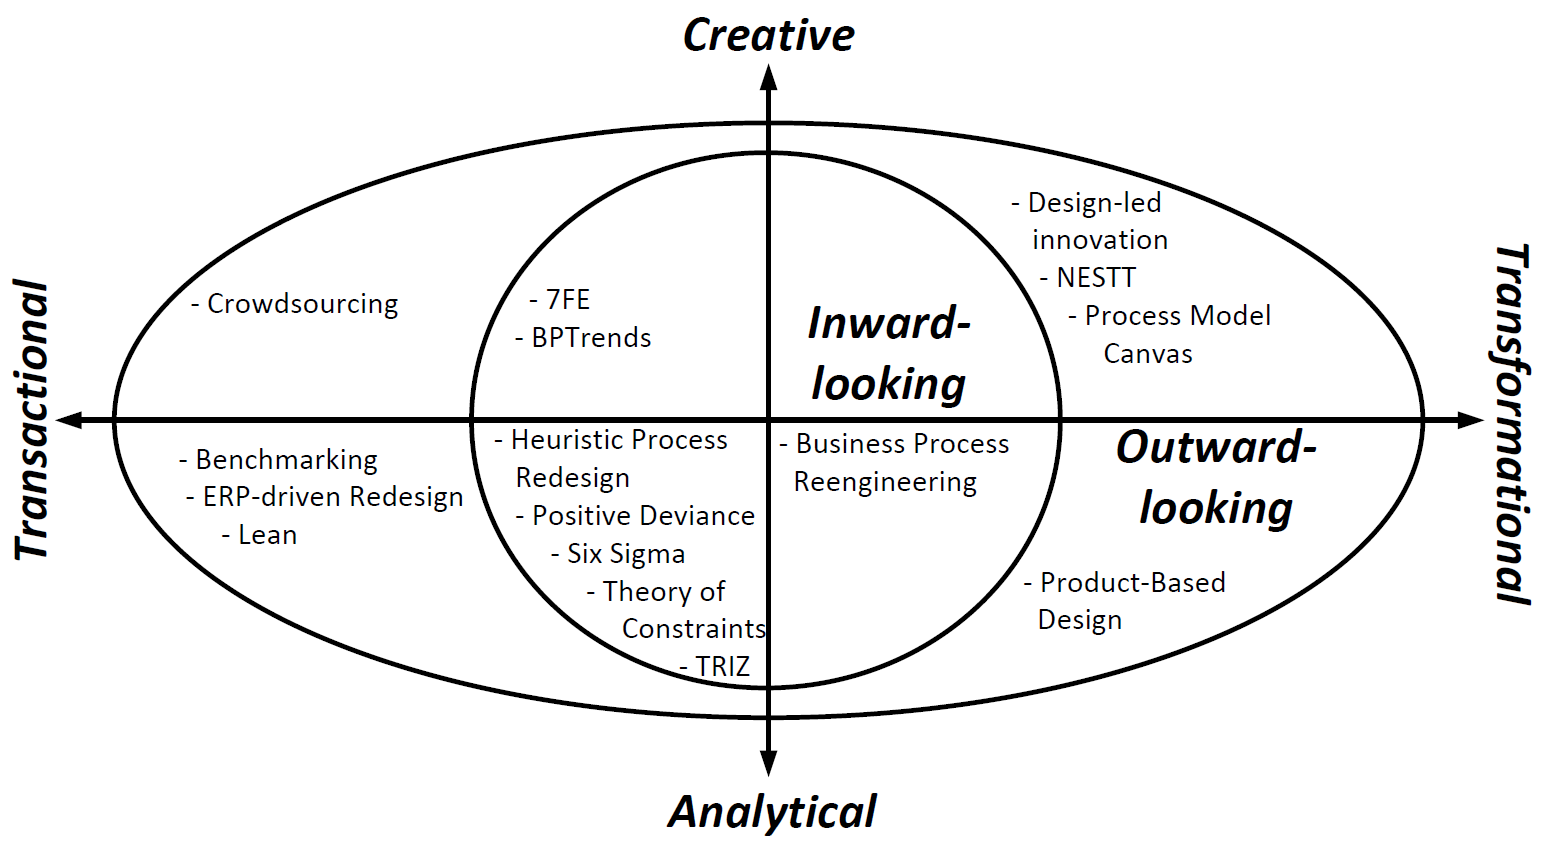 Creative
Transactional
- Crowdsourcing
- 7FE
- BPTrends
Inward-
looking
- Design-led
innovation
- NESTT
- Process Model
Canvas
Transformational
- Benchmarking
- ERP-driven Redesign
- Lean
- Heuristic Process
Redesign
- Positive Deviance
- Six Sigma
- Theory of
Constraints
- TRIZ
- Business Process
Reengineering
Outward-
looking
- Product-Based
Design
Analytical